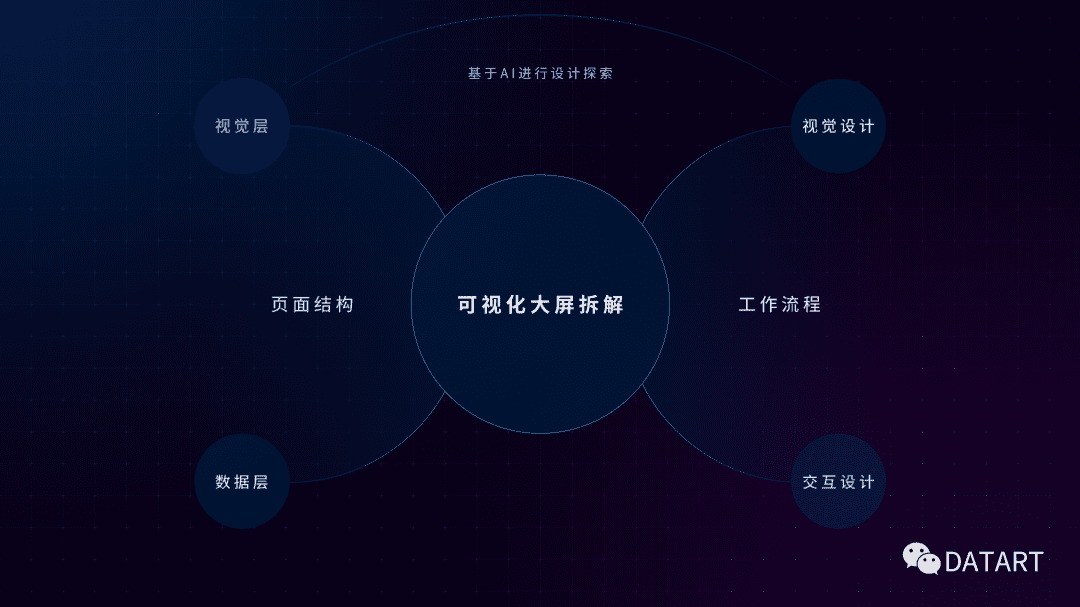 基于AI进行设计探索
视觉层
视觉设计
页面结构
可视化大屏拆解
工作流程
数据层
交互设计
DATART